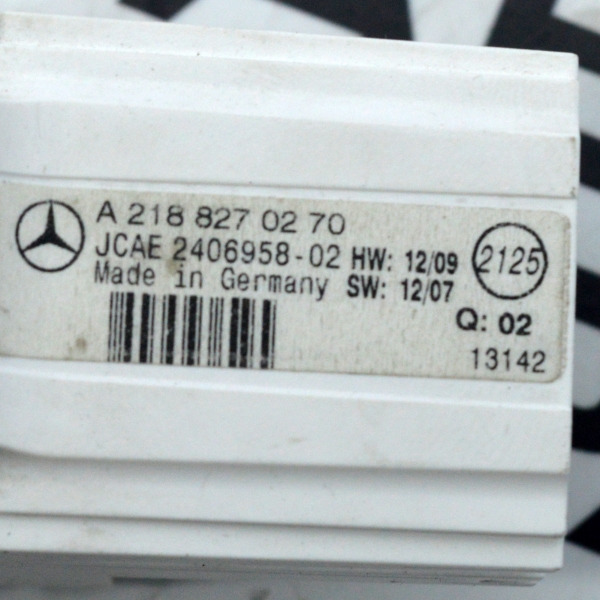 A 218 827 02 70
JCAE 2406958-02 HW: 12/09 2125
Made in Germany SW: 12/07
Q: 02
13142